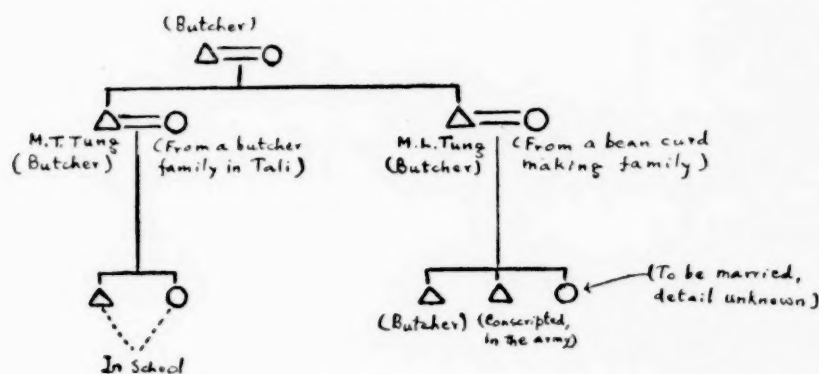 (Butcher)
M.T. Tung
(Butcher)
(From a butcher
family in Tali)
M.L. Tung
(Butcher)
(From a bean curd
making family)
In School
(Butcher)
(Conscripted,
in the army)
(To be married,
detail unknown)